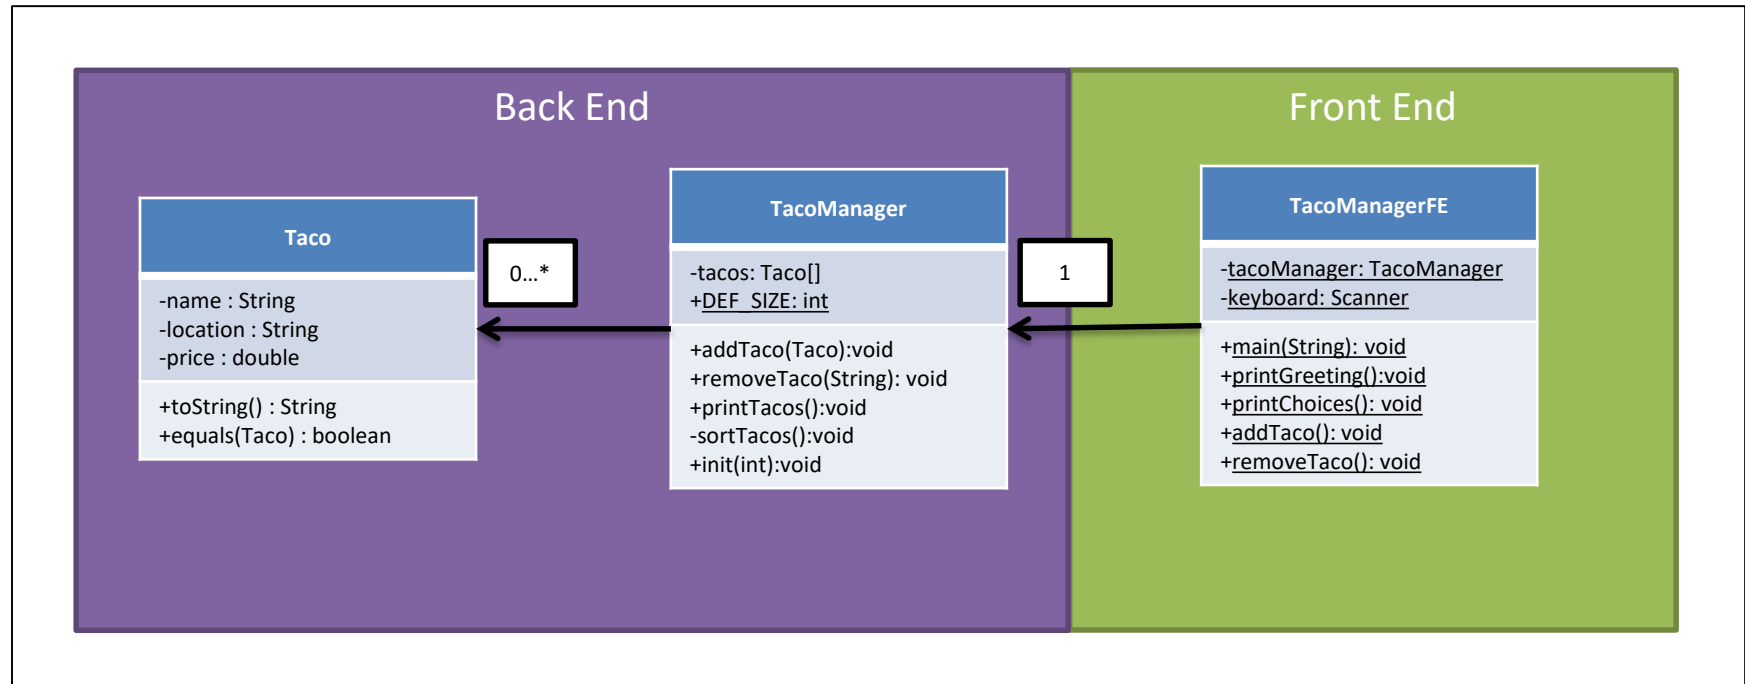 Back End
Front End
Taco
-name : String
-location : String
-price : double
+toString() : String
+equals(Taco) : boolean
0...*
TacoManager
-tacos: Taco[]
+DEF_SIZE: int
+addTaco(Taco):void
+removeTaco(String): void
+printTacos():void
-sortTacos():void
+init(int):void
1
TacoManagerFE
-tacoManager: TacoManager
-keyboard: Scanner
+main(String): void
+printGreeting():void
+printChoices(): void
+addTaco(): void
+removeTaco(): void